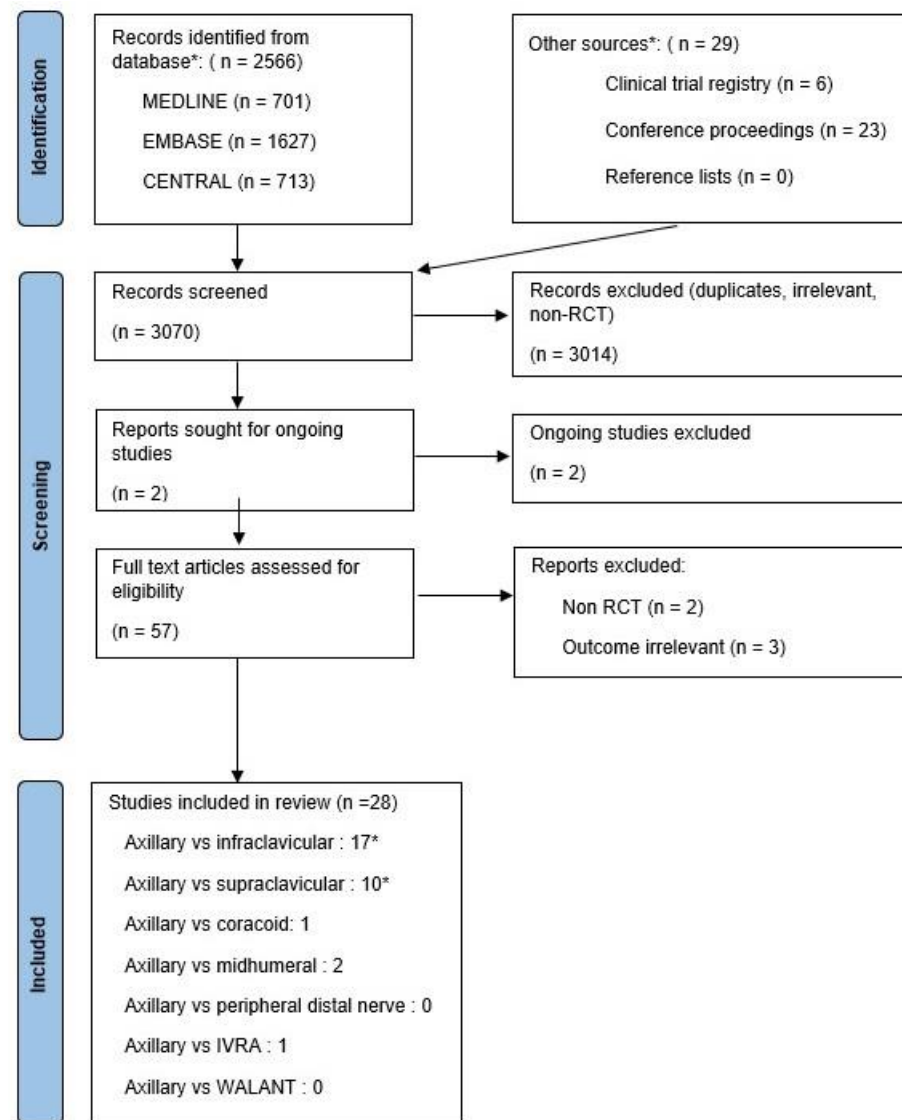 Identification
Records identified from
database*: ( n = 2566)
MEDLINE (n = 701)
EMBASE (n = 1627)
CENTRAL (n = 713)
Other sources*: ( n = 29)
Clinical trial registry (n = 6)
Conference proceedings (n = 23)
Reference lists (n = 0)
Screening
Records screened
(n = 3070)
Records excluded (duplicates, irrelevant,
non-RCT)
(n = 3014)
Reports sought for ongoing
studies
(n = 2)
Ongoing studies excluded
(n = 2)
Full text articles assessed for
eligibility
(n = 57)
Reports excluded:
Non RCT (n = 2)
Outcome irrelevant (n = 3)
Included
Studies included in review (n =28)
Axillary vs infraclavicular : 17*
Axillary vs supraclavicular : 10*
Axillary vs coracoid: 1
Axillary vs midhumeral : 2
Axillary vs peripheral distal nerve : 0
Axillary vs IVRA : 1
Axillary vs WALANT : 0